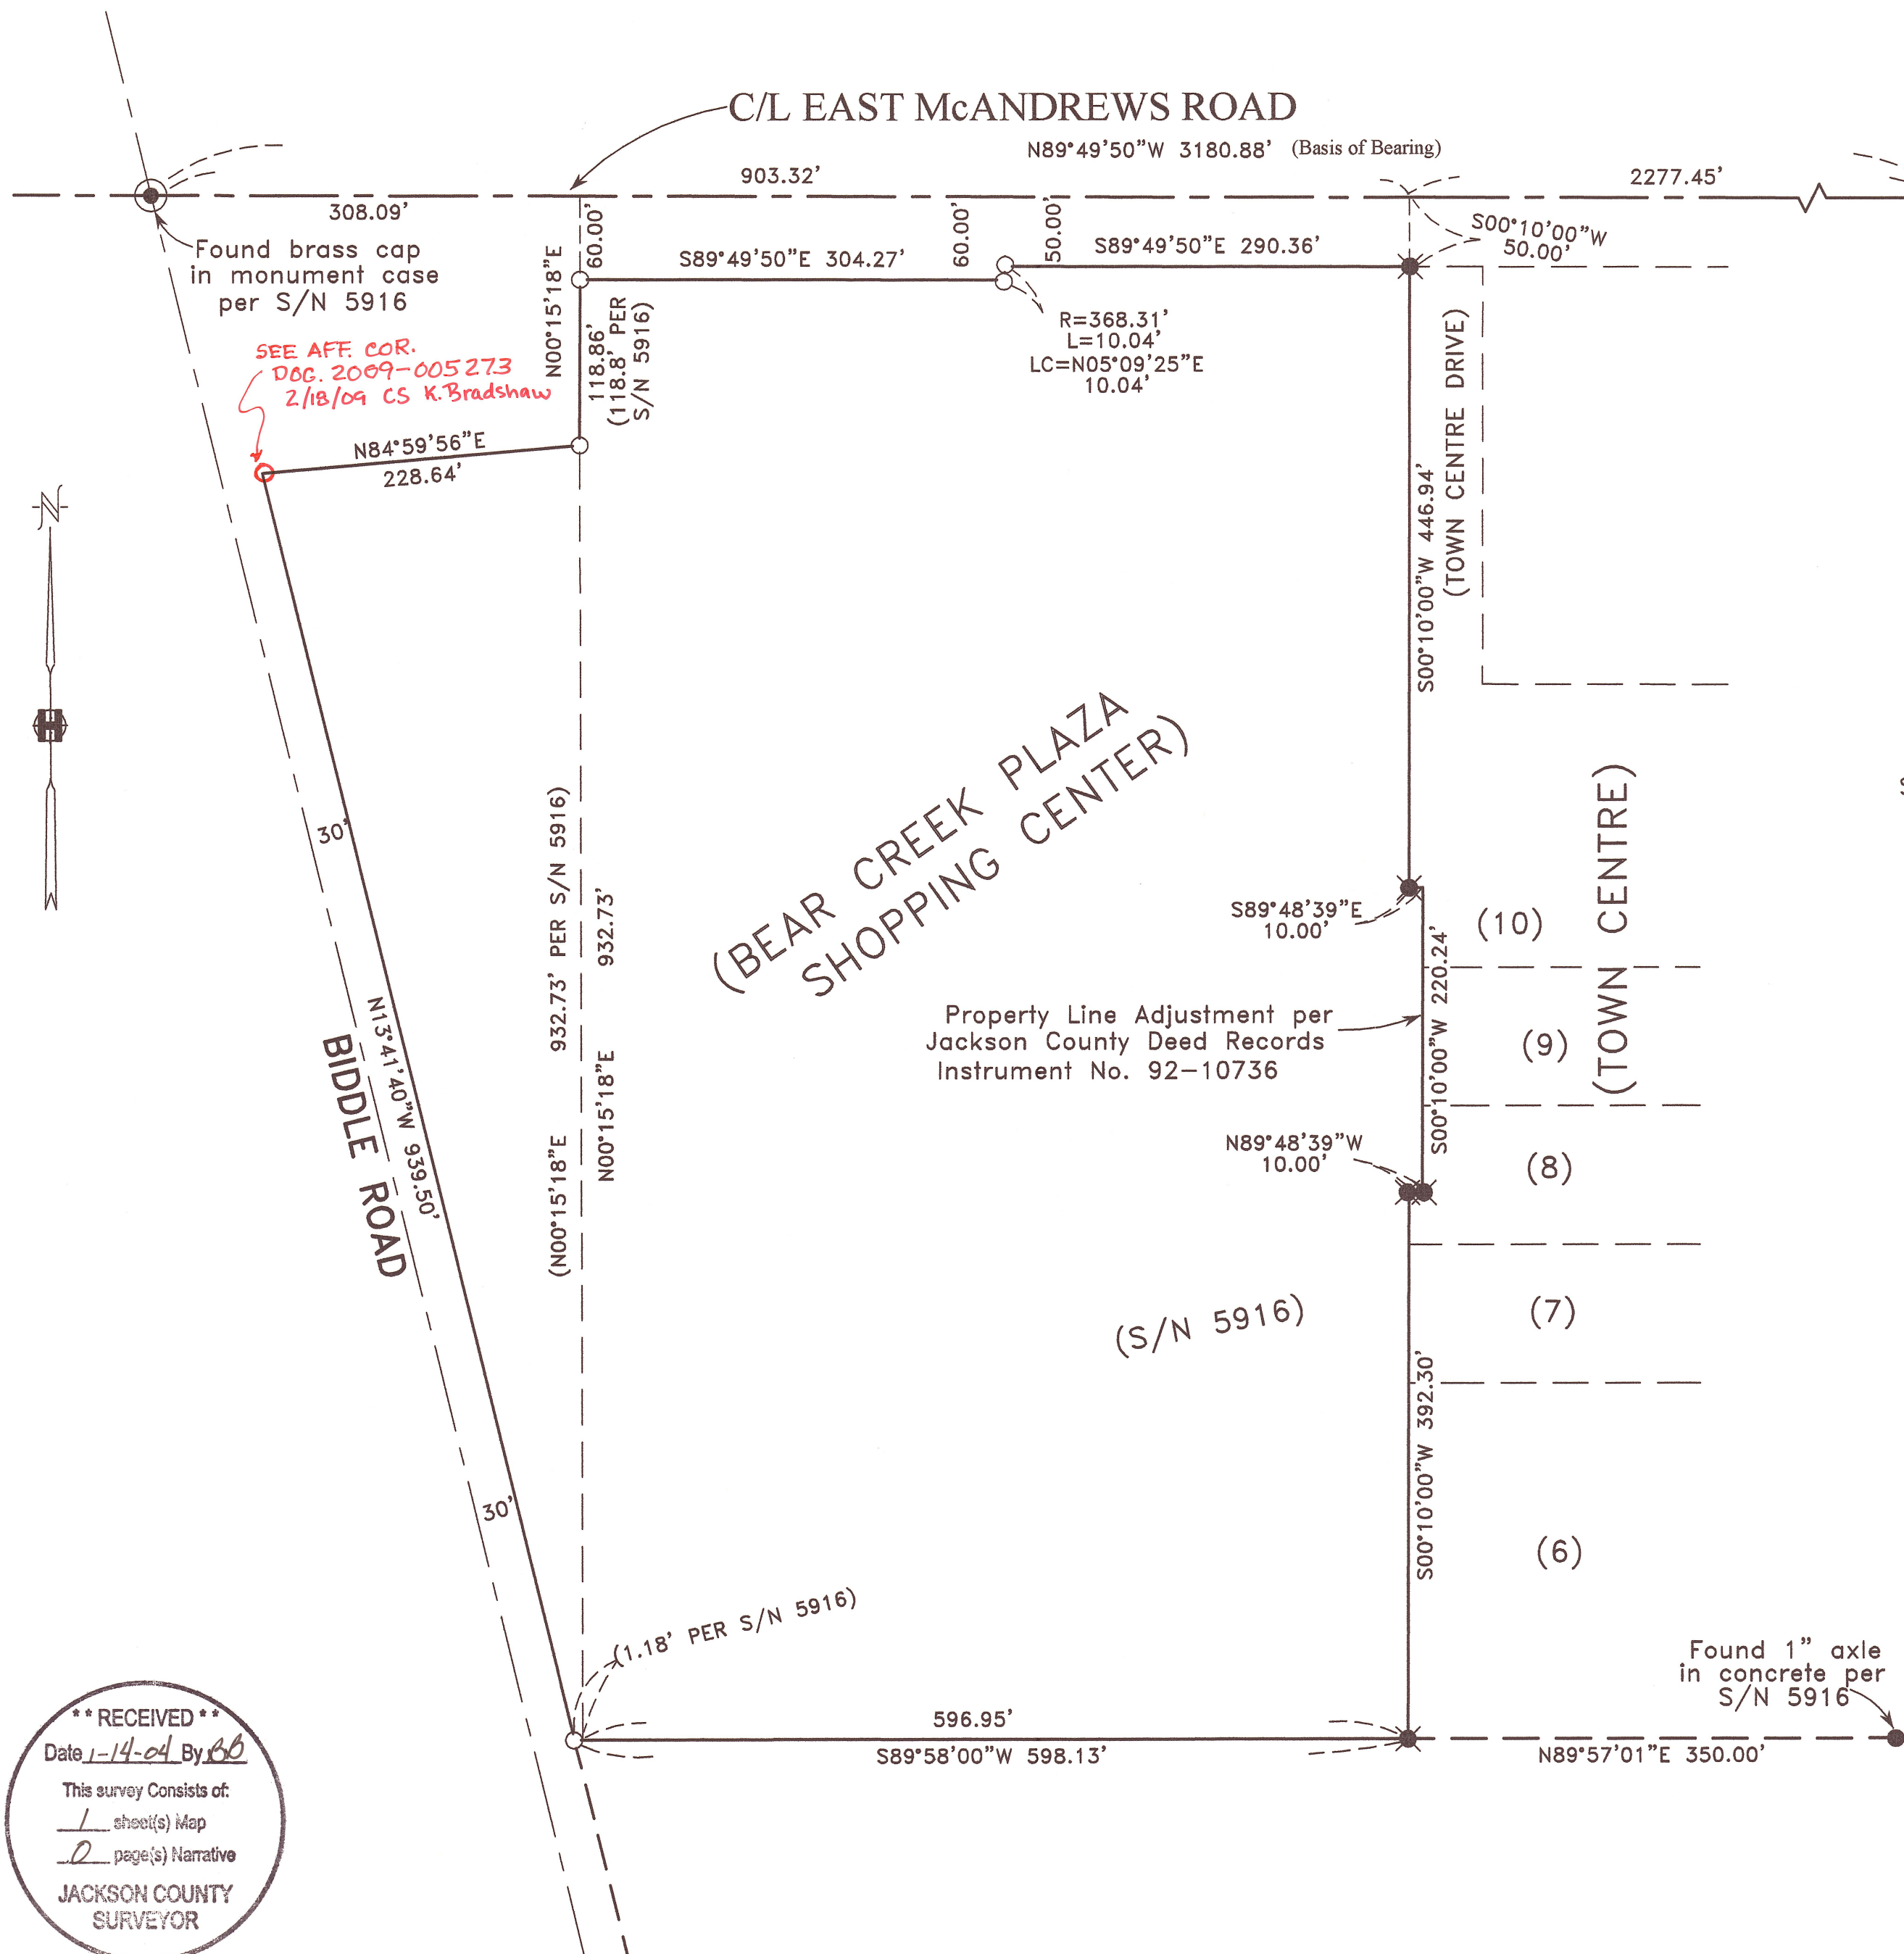 C/L EAST McANDREWS ROAD
N89°49'50"W 3180.88' (Basis of Bearing)
903.32'
2277.45'
308.09'
S00°10'00"W
50.00'
Found brass cap
in monument case
per S/N 5916
N00°15'18"E
60.00'
S89°49'50"E 304.27'
60.00'
50.00'
S89°49'50"E 290.36'
118.86'
(118.8' PER
S/N 5916)
R=368.31'
L=10.04'
LC=N05°09'25"E
10.04'
SEE AFF. COR.
DOC. 2009-005273
2/18/09 CS K.Bradshaw
N84°59'56"E
228.64'
(TOWN CENTRE DRIVE)
S00°10'00"W 446.94'
N
H
30'
(BEAR CREEK PLAZA
SHOPPING CENTER)
(N00°15'18"E 932.73' PER S/N 5916)
N00°15'18"E 932.73'
(TOWN CENTRE)
S89°48'39"E
10.00'
(10)
S00°10'00"W 220.24'
Property Line Adjustment per
Jackson County Deed Records
Instrument No. 92-10736
(9)
N13°41'40"W 939.50'
BIDDLE ROAD
N89°48'39"W
10.00'
(8)
(7)
(S/N 5916)
S00°10'00"W 392.30'
30'
(6)
(1.18' PER S/N 5916)
Found 1" axle
in concrete per
S/N 5916
596.95'
S89°58'00"W 598.13'
N89°57'01"E 350.00'
** RECEIVED **
Date 1-14-04 By BB
This survey Consists of:
1 sheet(s) Map
0 page(s) Narrative
JACKSON COUNTY
SURVEYOR